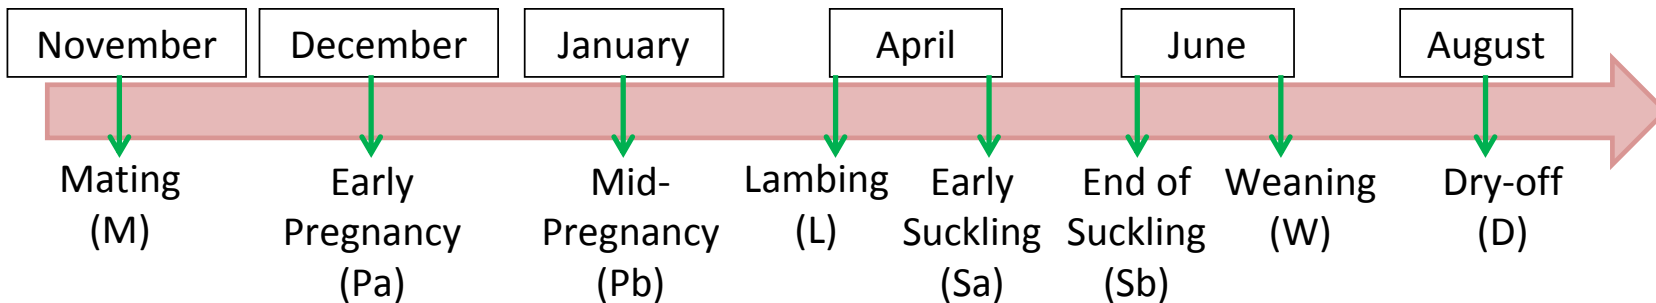 November December January April June August
Mating Early Mid- Lambing Early End of Weaning Dry-off
(M) Pregnancy Pregnancy (L) Suckling Suckling (W) (D)
(Pa) (Pb) (Sa) (Sb)